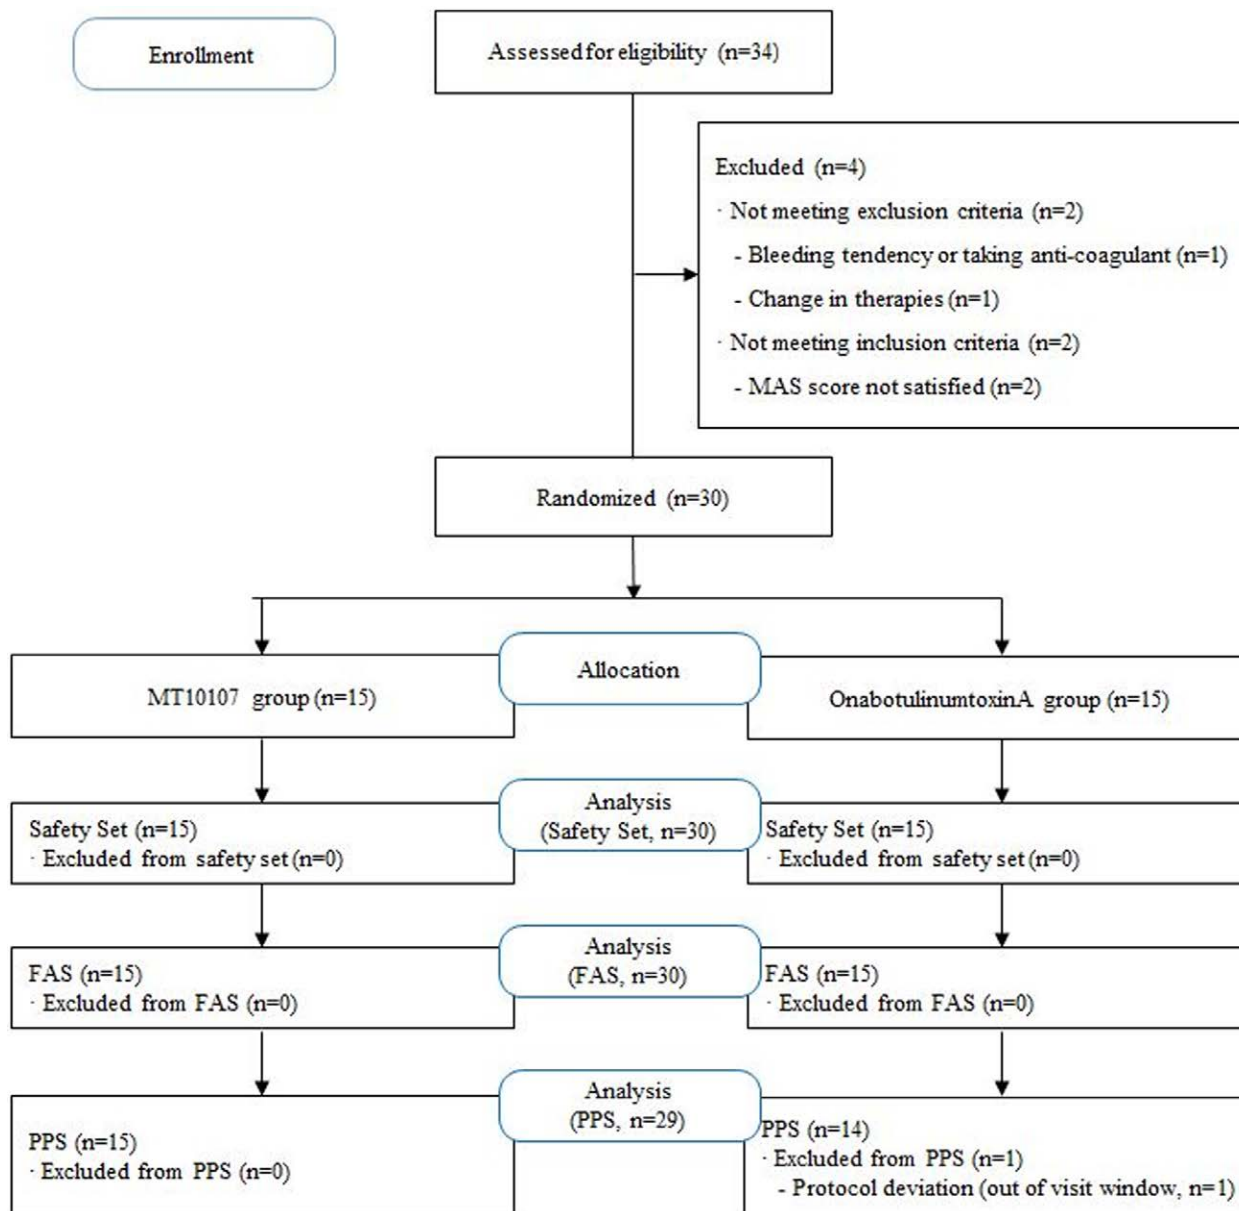 Enrollment
Assessed for eligibility (n=34)
Excluded (n=4)
· Not meeting exclusion criteria (n=2)
- Bleeding tendency or taking anti-coagulant (n=1)
- Change in therapies (n=1)
· Not meeting inclusion criteria (n=2)
- MAS score not satisfied (n=2)
Randomized (n=30)
Allocation
MT10107 group (n=15)
OnabotulinumtoxinA group (n=15)
Analysis
(Safety Set, n=30)
Safety Set (n=15)
· Excluded from safety set (n=0)
Safety Set (n=15)
· Excluded from safety set (n=0)
Analysis
(FAS, n=30)
FAS (n=15)
· Excluded from FAS (n=0)
FAS (n=15)
· Excluded from FAS (n=0)
Analysis
(PPS, n=29)
PPS (n=15)
· Excluded from PPS (n=0)
PPS (n=14)
· Excluded from PPS (n=1)
- Protocol deviation (out of visit window, n=1)